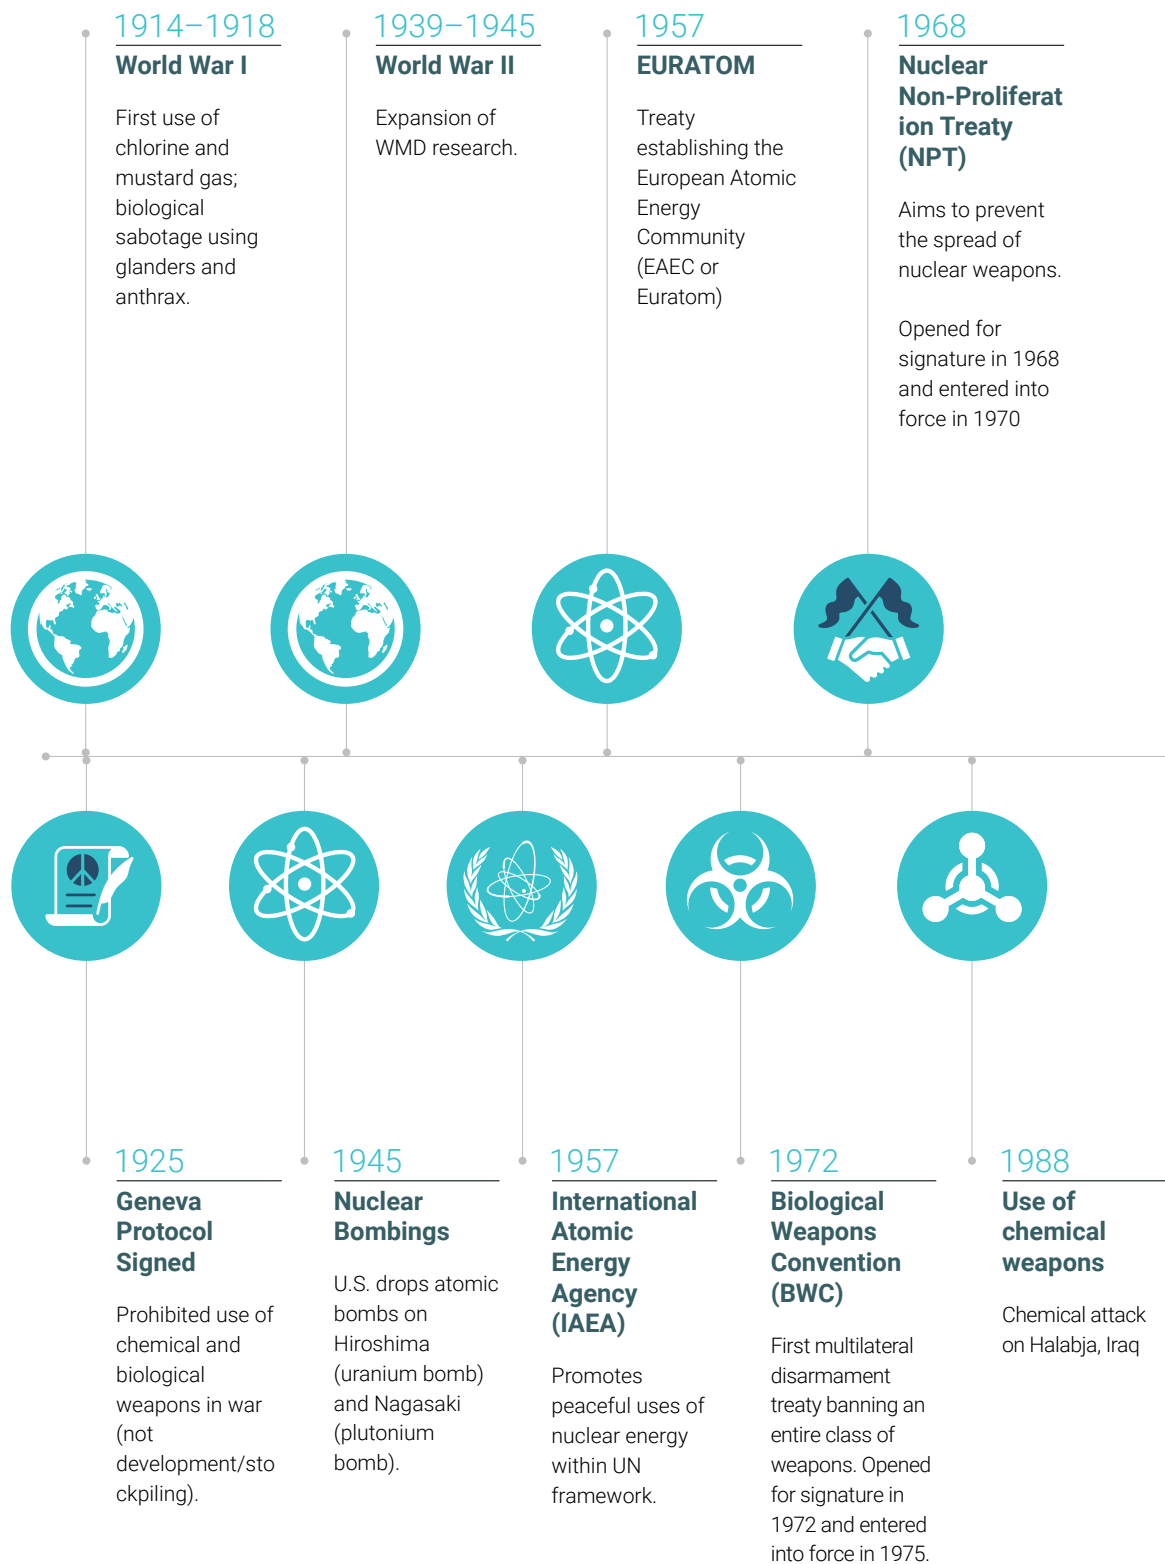 1914–1918
World War I
First use of
chlorine and
mustard gas;
biological
sabotage using
glanders and
anthrax.
1939–1945
World War II
Expansion of
WMD research.
1957
EURATOM
Treaty
establishing the
European Atomic
Energy
Community
(EAEC or
Euratom)
1968
Nuclear
Non-Proliferat
ion Treaty
(NPT)
Aims to prevent
the spread of
nuclear weapons.
Opened for
signature in 1968
and entered into
force in 1970
1925
Geneva
Protocol
Signed
Prohibited use of
chemical and
biological
weapons in war
(not
development/sto
ckpiling).
1945
Nuclear
Bombings
U.S. drops atomic
bombs on
Hiroshima
(uranium bomb)
and Nagasaki
(plutonium
bomb).
1957
International
Atomic
Energy
Agency
(IAEA)
Promotes
peaceful uses of
nuclear energy
within UN
framework.
1972
Biological
Weapons
Convention
(BWC)
First multilateral
disarmament
treaty banning an
entire class of
weapons. Opened
for signature in
1972 and entered
into force in 1975.
1988
Use of
chemical
weapons
Chemical attack
on Halabja, Iraq